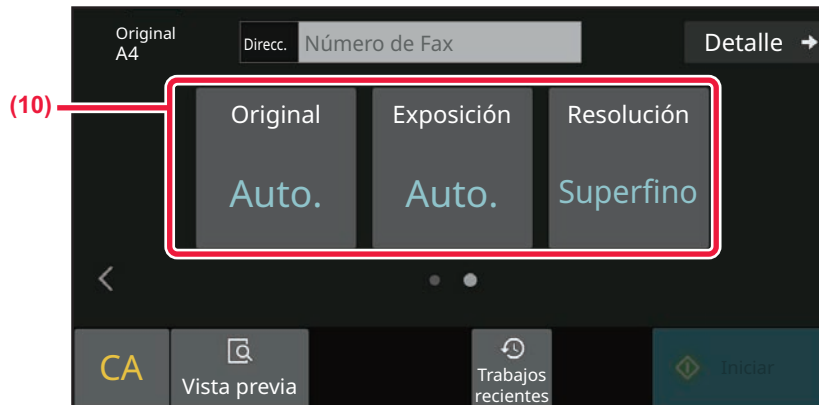 Original
A4
Direcc.
Número de Fax
Detalle
(10)
Original
Exposición
Resolución
Auto.
Auto.
Superfino
CA
Vista previa
Trabajos
recientes
Iniciar